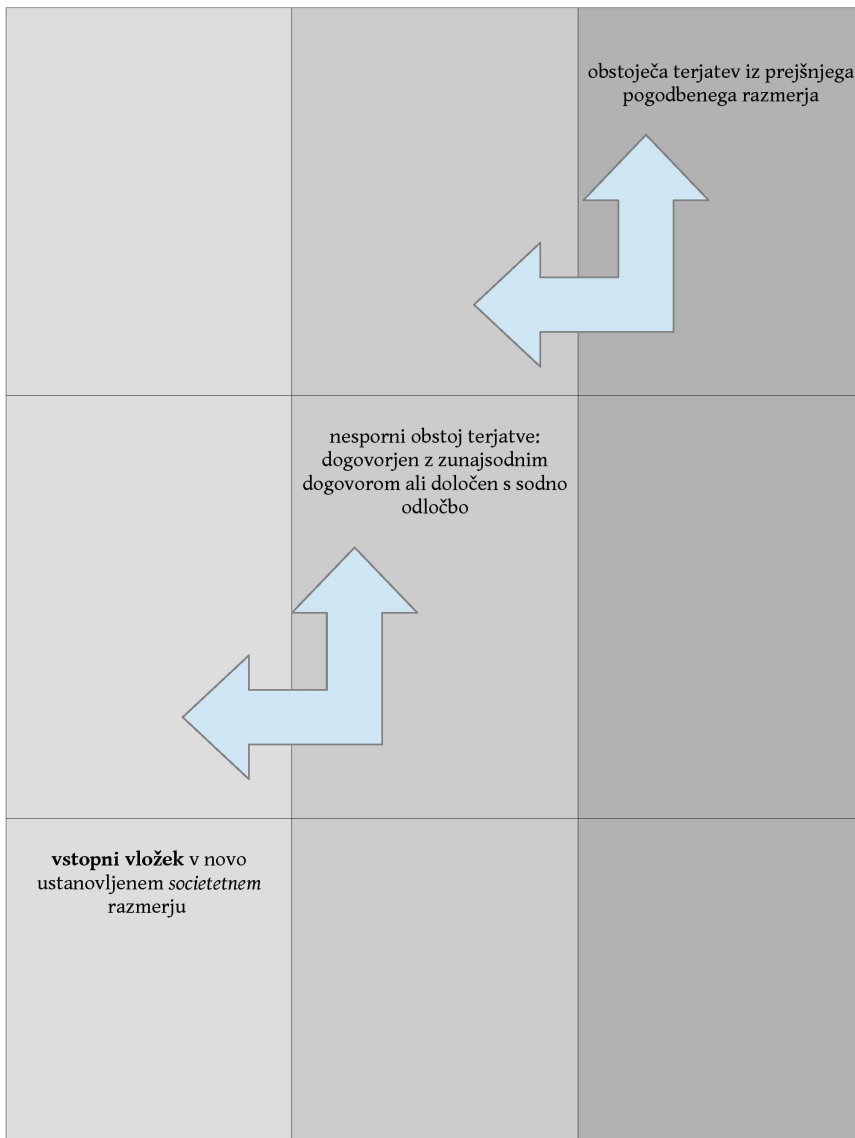 obstoječa terjatev iz prejšnjega
pogodbenega razmerja
nesporni obstoj terjatve:
dogovorjen z zunajsodnim
dogovorom ali določen s sodno
odločbo
vstopni vložek v novo
ustanovljenem societetnem
razmerju